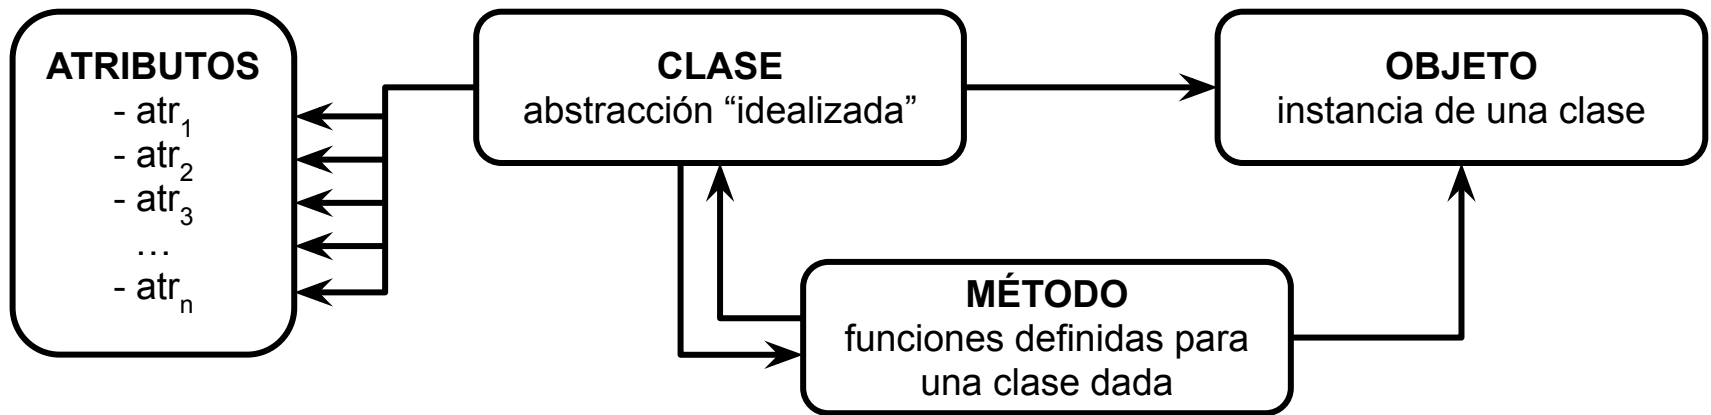 ATRIBUTOS
- atr₁
- atr₂
- atr₃
…
- atrₙ
CLASE
abstracción “idealizada”
OBJETO
instancia de una clase
MÉTODO
funciones definidas para
una clase dada